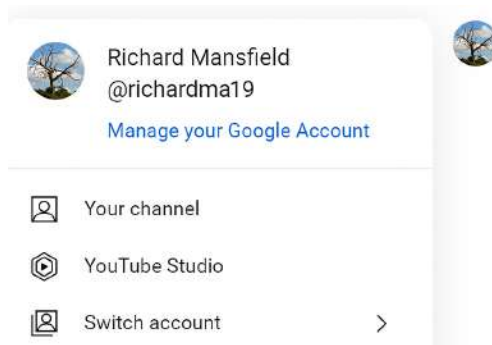 Richard Mansfield
@richardma19
Manage your Google Account
Your channel
YouTube Studio
Switch account